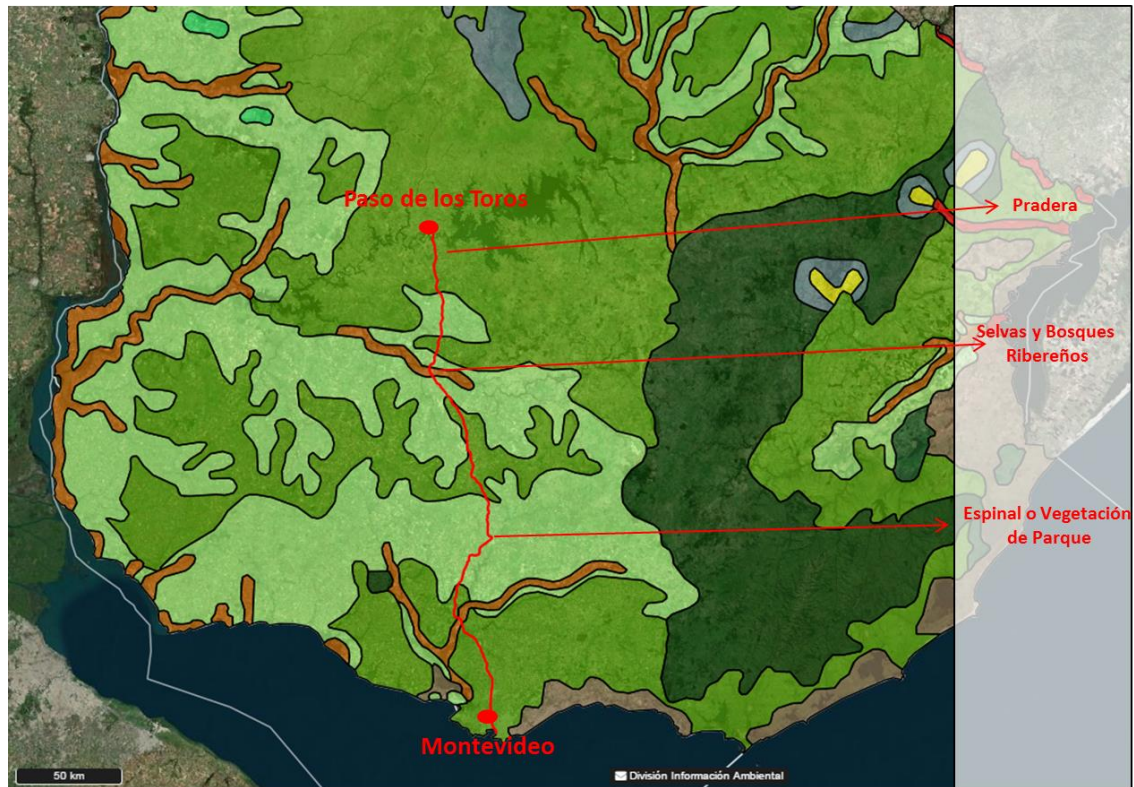 Paso de los Toros
Pradera
Selvas y Bosques
Ribereños
Espinal o Vegetación
de Parque
Montevideo
50 km
División Información Ambiental